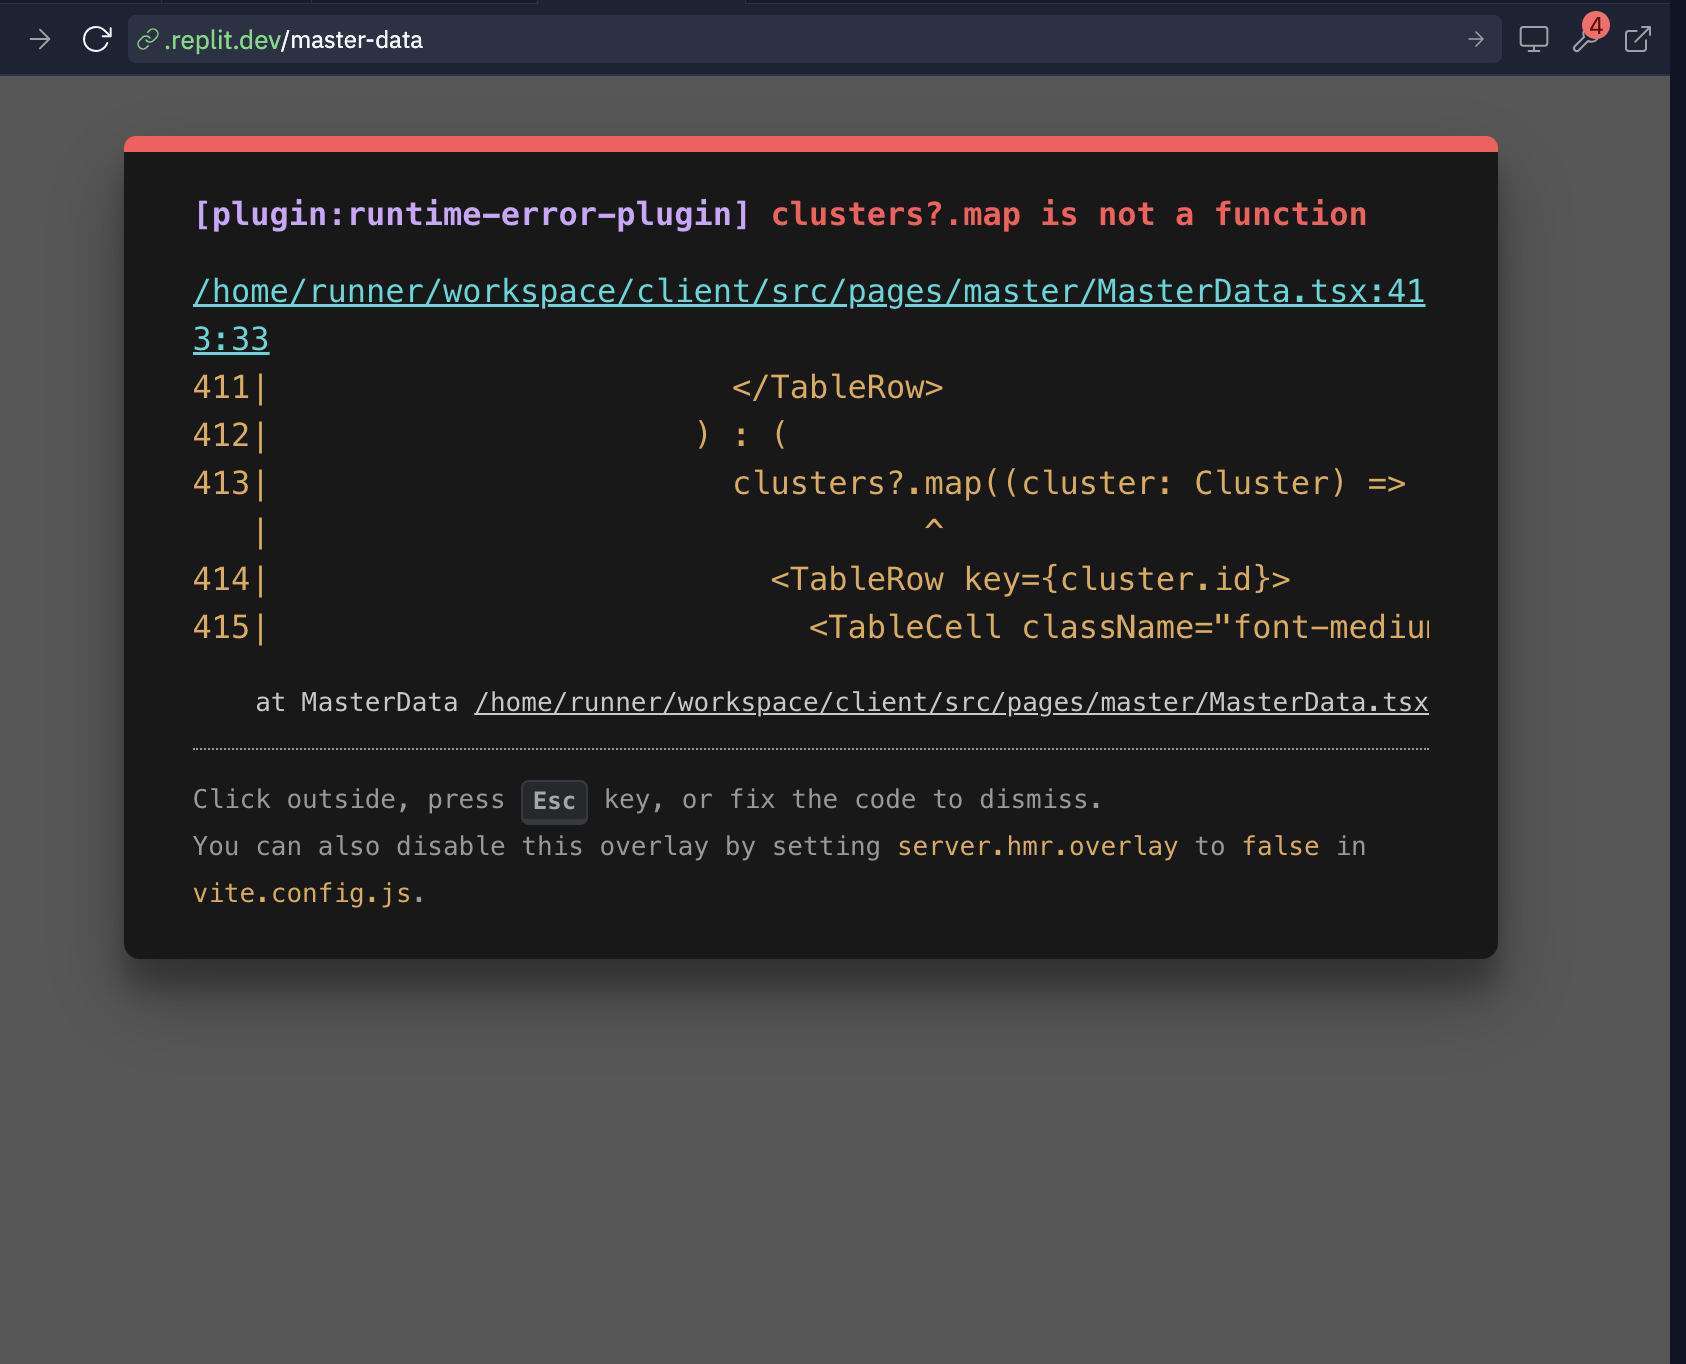 .replit.dev/master-data
4
[plugin:runtime-error-plugin] clusters?.map is not a function
/home/runner/workspace/client/src/pages/master/MasterData.tsx:41
3:33
411|                        </TableRow>
412|                      ) : (
413|                        clusters?.map((cluster: Cluster) =>
   |                                  ^
414|                          <TableRow key={cluster.id}>
415|                            <TableCell className="font-medium
    at MasterData /home/runner/workspace/client/src/pages/master/MasterData.tsx
Click outside, press Esc key, or fix the code to dismiss.
You can also disable this overlay by setting server.hmr.overlay to false in
vite.config.js.